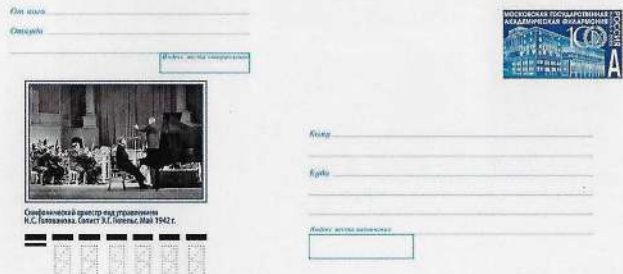 От кого
Откуда
Индекс места отправления
Симфонический оркестр под управлением
Н.С. Голованова. Солист Э.Г. Гилельс. Май 1942 г.
МОСКОВСКАЯ ГОСУДАРСТВЕННАЯ
АКАДЕМИЧЕСКАЯ ФИЛАРМОНИЯ
100
РОССИЯ
А
Кому
Куда
Индекс места назначения